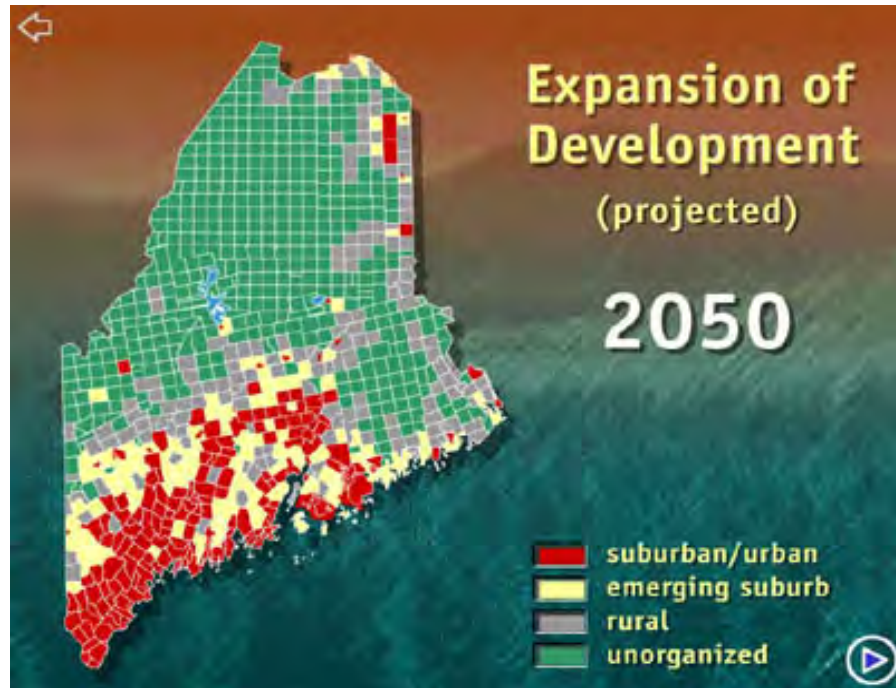 Expansion of
Development
(projected)
2050
suburban/urban
emerging suburb
rural
unorganized